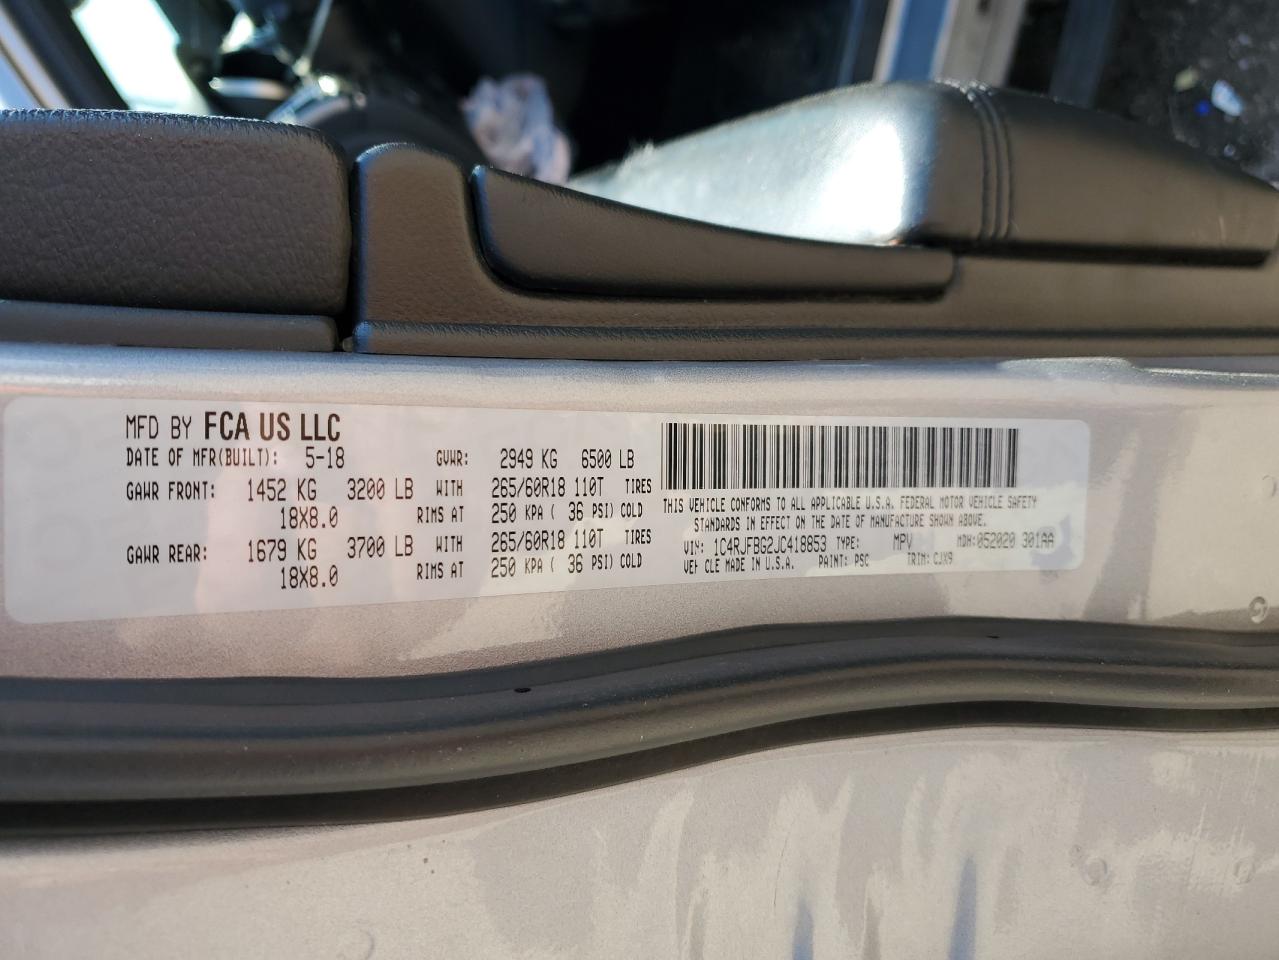 MFD BY FCA US LLC
DATE OF MFR(BUILT): 5-18 GVWR: 2949 KG 6500 LB
GAWR FRONT: 1452 KG 3200 LB WITH 265/60R18 110T TIRES
18X8.0 RIMS AT 250 KPA ( 36 PSI) COLD
GAWR REAR: 1679 KG 3700 LB WITH 265/60R18 110T TIRES
18X8.0 RIMS AT 250 KPA ( 36 PSI) COLD
THIS VEHICLE CONFORMS TO ALL APPLICABLE U.S.A. FEDERAL MOTOR VEHICLE SAFETY
STANDARDS IN EFFECT ON THE DATE OF MANUFACTURE SHOWN ABOVE.
VIN: 1C4RJFBG2JC418853 TYPE: MPV MDH: 052020 301AA
VEH CLE MADE IN U.S.A. PAINT: PSC TRIM: CJX9